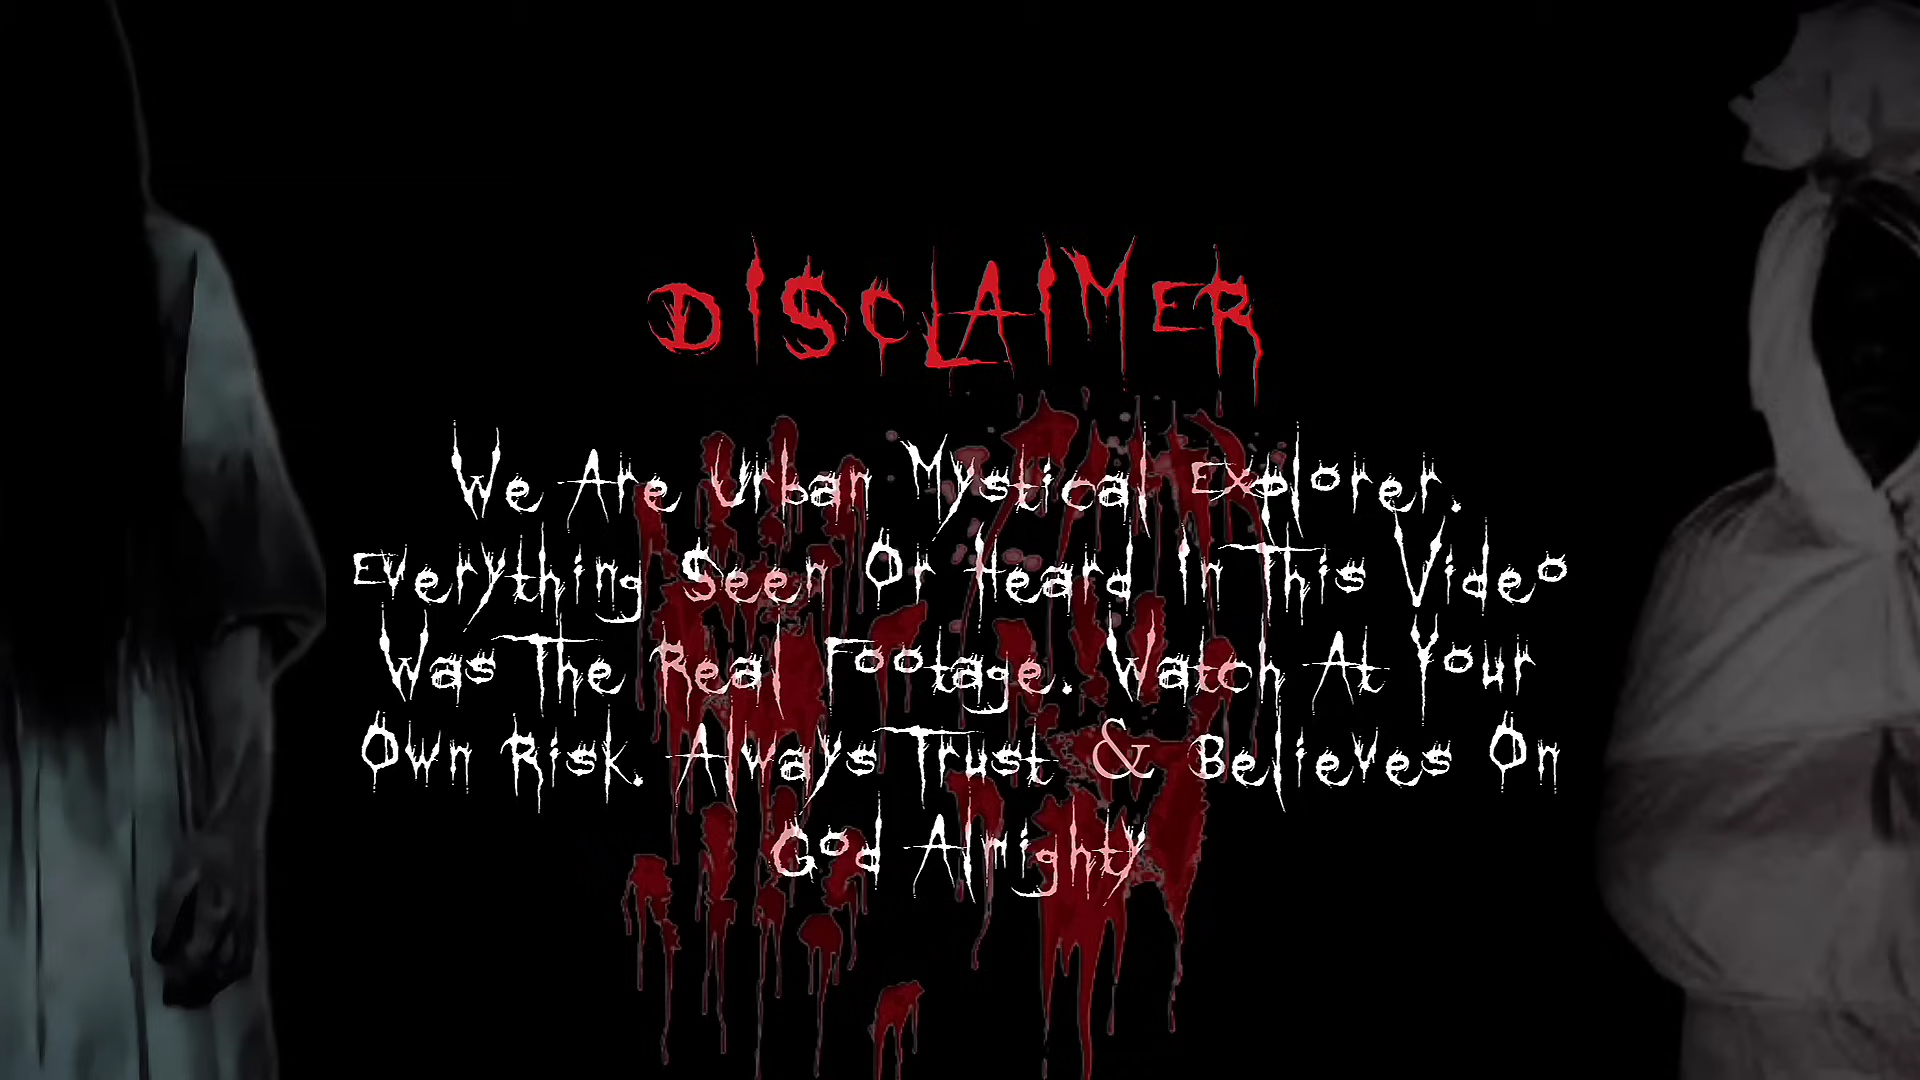 DISCLAIMER
We Are Urban Mystical Explorer.
Everything Seen Or Heard In This Video
Was The Real Footage. Watch At Your
Own Risk. Always Trust & Believes On
God Almighty